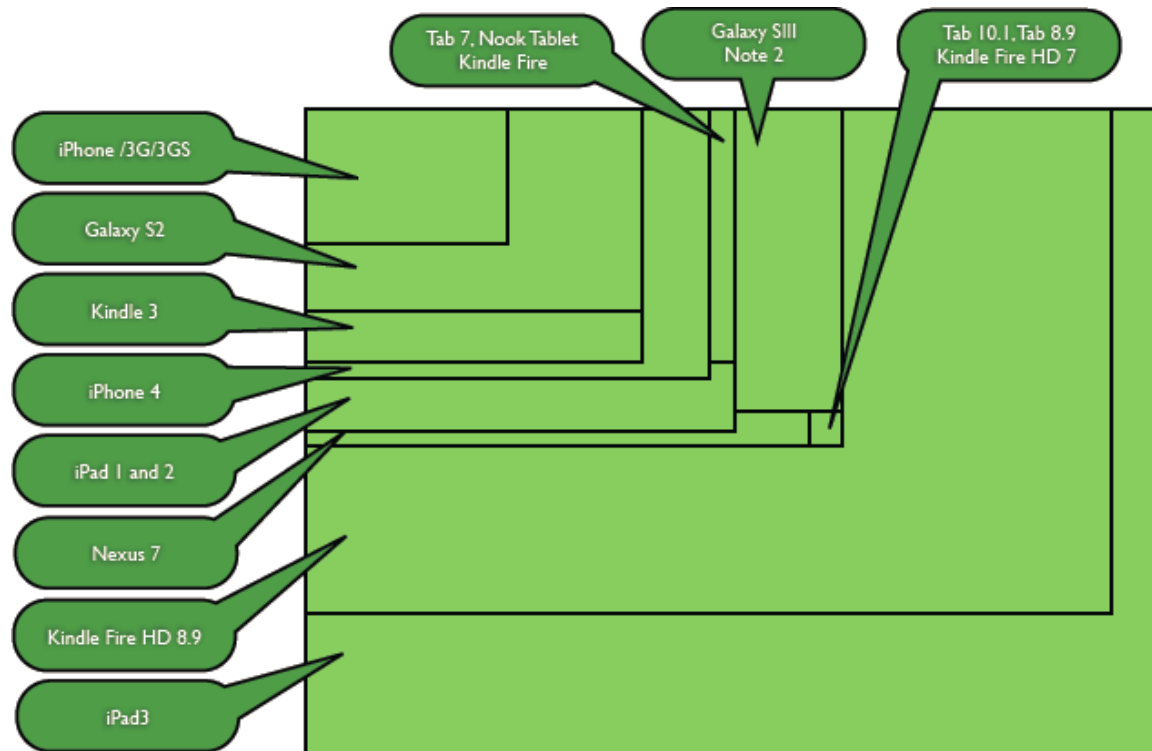 Tab 7, Nook Tablet
Kindle Fire
Galaxy SIII
Note 2
Tab 10.1, Tab 8.9
Kindle Fire HD 7
iPhone /3G/3GS
Galaxy S2
Kindle 3
iPhone 4
iPad 1 and 2
Nexus 7
Kindle Fire HD 8.9
iPad3